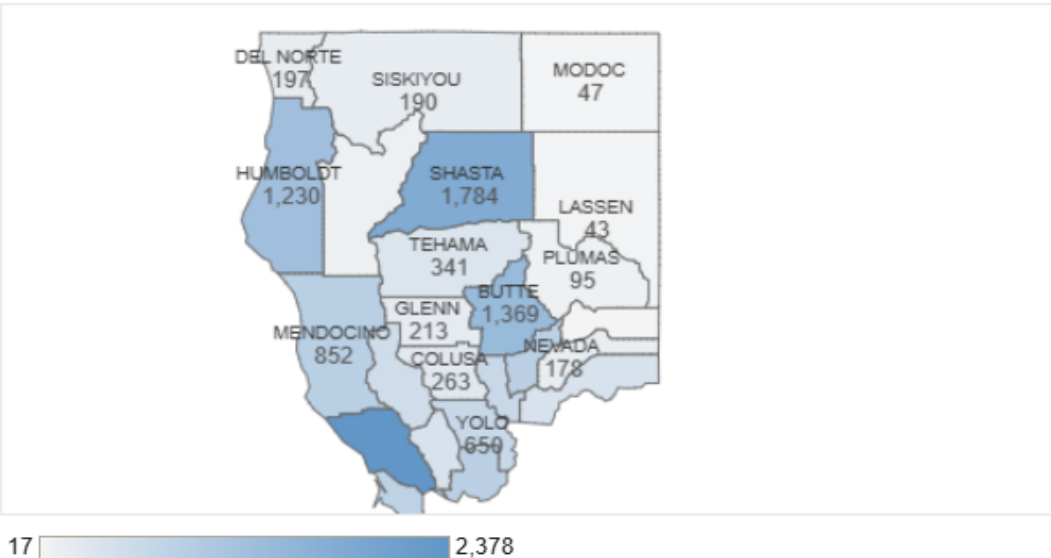 DEL NORTE
197
SISKIYOU
190
MODOC
47
HUMBOLDT
1,230
SHASTA
1,784
LASSEN
43
TEHAMA
341
PLUMAS
95
BUTTE
1,369
GLENN
213
MENDOCINO
852
NEVADA
178
COLUSA
263
YOLO
650
17
2,378